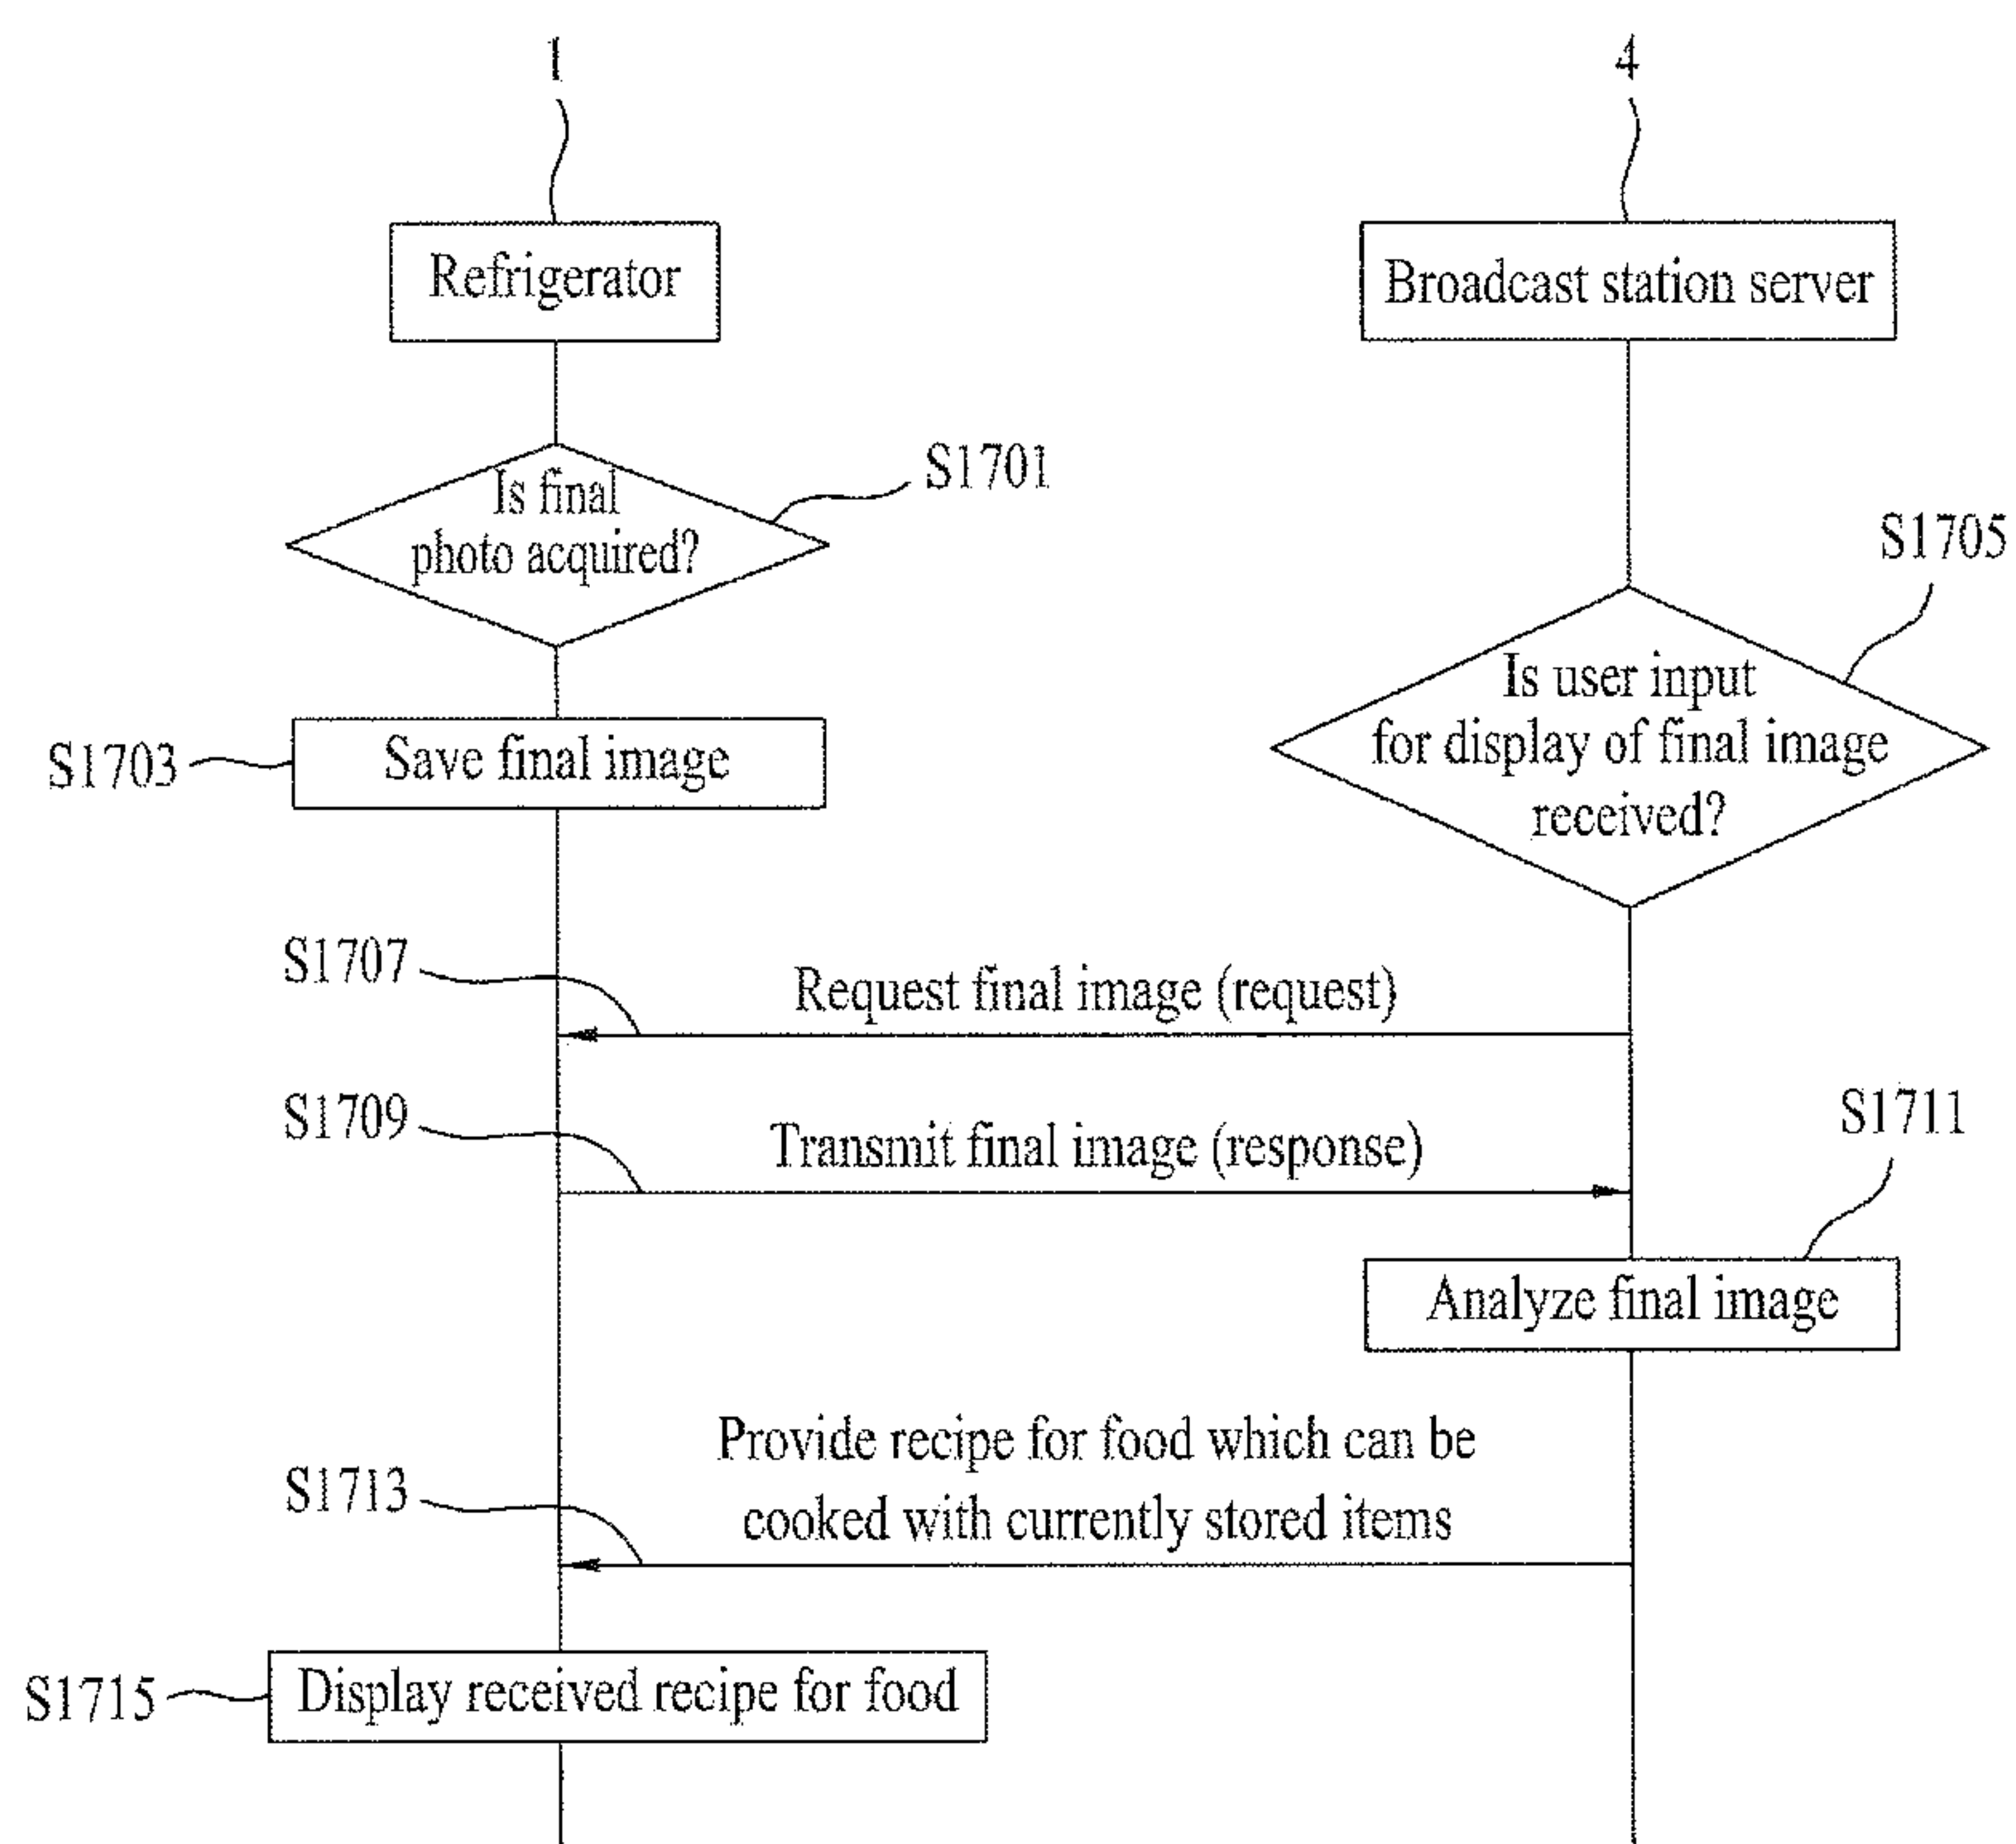 1
4
Refrigerator
Broadcast station server
Is final
photo acquired?
S1701
S1705
Is user input
for display of final image
received?
S1703
Save final image
S1707
Request final image (request)
S1709
Transmit final image (response)
S1711
Analyze final image
Provide recipe for food which can be
S1713
cooked with currently stored items
S1715
Display received recipe for food